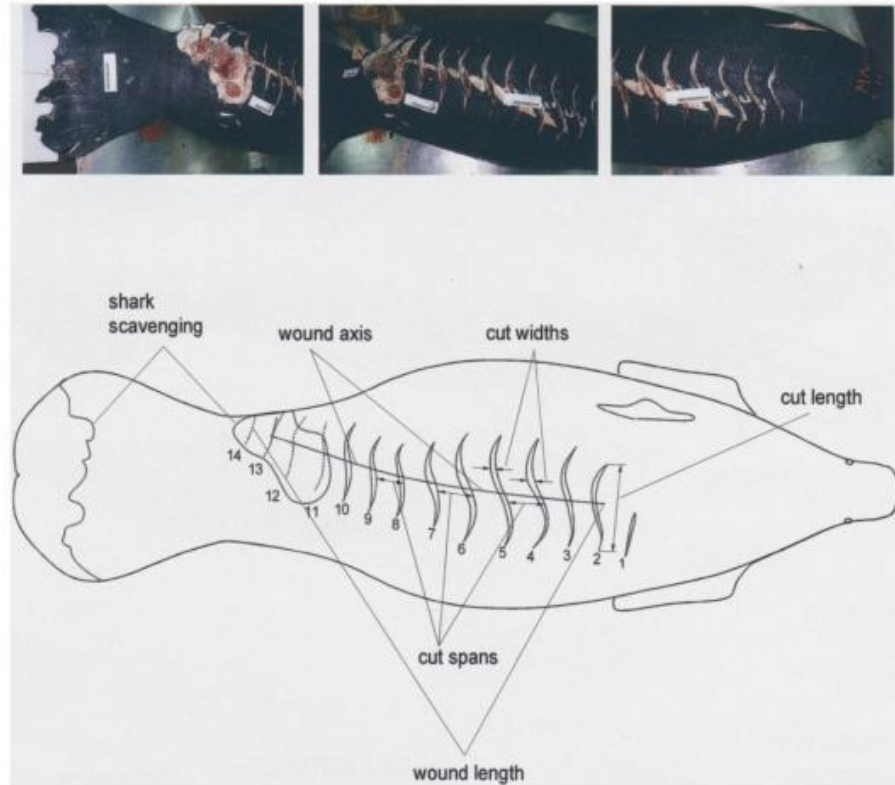 shark
scavenging
wound axis
cut widths
cut length
14
13
12
11
10
9
8
7
6
5
4
3
2
1
cut spans
wound length